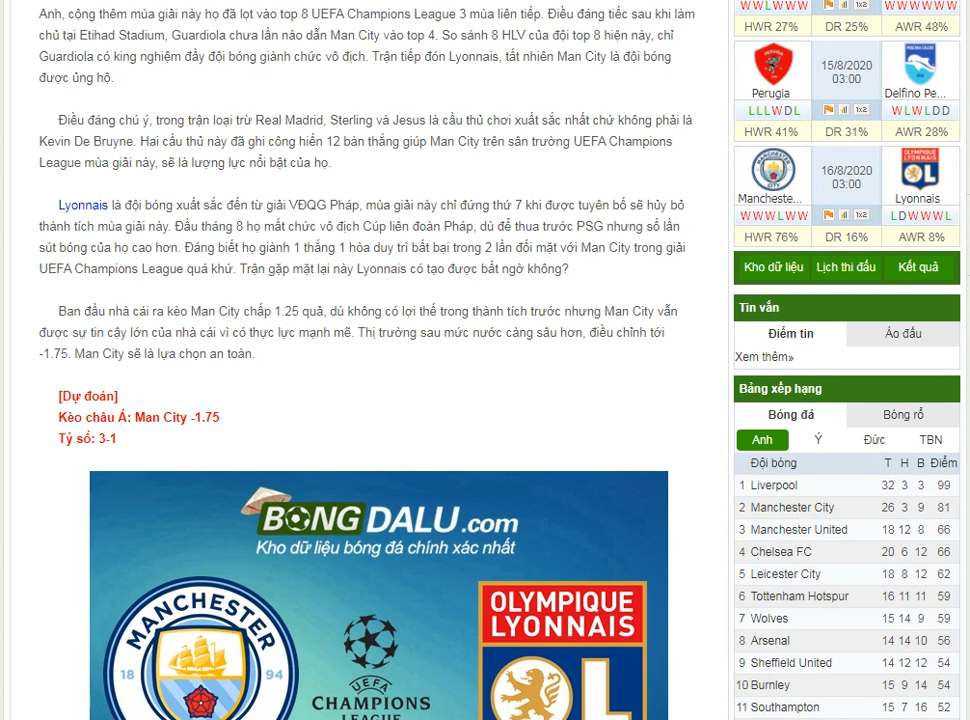 Anh, cộng thêm mùa giải này họ đã lọt vào top 8 UEFA Champions League 3 mùa liên tiếp. Điều đáng tiếc sau khi làm
chủ tại Etihad Stadium, Guardiola chưa lần nào dẫn Man City vào top 4. So sánh 8 HLV của đội top 8 hiện này, chỉ
Guardiola có king nghiệm đầy đội bóng giành chức vô địch. Trận tiếp đón Lyonnais, tất nhiên Man City là đội bóng
được ủng hộ.
Điều đáng chú ý, trong trận loại trừ Real Madrid, Sterling và Jesus là cầu thủ chơi xuất sắc nhất chứ không phải là
Kevin De Bruyne. Hai cầu thủ này đã ghi công hiến 12 bàn thắng giúp Man City trên sân trường UEFA Champions
League mùa giải này, sẽ là lượng lực nổi bật của họ.
Lyonnais là đội bóng xuất sắc đến từ giải VĐQG Pháp, mùa giải này chỉ đứng thứ 7 khi được tuyên bố sẽ hủy bỏ
thành tích mùa giải này. Đầu tháng 8 họ mất chức vô địch Cúp liên đoàn Pháp, dù để thua trước PSG nhưng số lần
sút bóng của họ cao hơn. Đáng biết họ giành 1 thắng 1 hòa duy trì bất bại trong 2 lần đối mặt với Man City trong giải
UEFA Champions League quá khứ. Trận gặp mặt lại này Lyonnais có tạo được bất ngờ không?
Ban đầu nhà cái ra kèo Man City chấp 1.25 quả, dù không có lợi thế trong thành tích trước nhưng Man City vẫn
được sự tin cậy lớn của nhà cái vì có thực lực mạnh mẽ. Thị trường sau mức nước càng sâu hơn, điều chỉnh tới
-1.75. Man City sẽ là lựa chọn an toàn.
[Dự đoán]
Kèo châu Á: Man City -1.75
Tỷ số: 3-1
BONGDALU.com
Kho dữ liệu bóng đá chính xác nhất
MANCHESTER
18 94
UEFA
CHAMPIONS
LEAGUE
OLYMPIQUE
LYONNAIS
OL
WWLWWW 1x2 WWWWWW
HWR 27% DR 25% AWR 48%
15/8/2020
03:00
Perugia Delfino Pe...
LLLWDL 1x2 WLWLDD
HWR 41% DR 31% AWR 28%
16/8/2020
03:00
Mancheste... Lyonnais
WWWLWW 1x2 LDWWWL
HWR 76% DR 16% AWR 8%
Kho dữ liệu Lịch thi đấu Kết quả
Tin vắn
Điểm tin Áo đấu
Xem thêm»
Bảng xếp hạng
Bóng đá Bóng rổ
Anh Ý Đức TBN
Đội bóng T H B Điểm
1 Liverpool 32 3 3 99
2 Manchester City 26 3 9 81
3 Manchester United 18 12 8 66
4 Chelsea FC 20 6 12 66
5 Leicester City 18 8 12 62
6 Tottenham Hotspur 16 11 11 59
7 Wolves 15 14 9 59
8 Arsenal 14 14 10 56
9 Sheffield United 14 12 12 54
10 Burnley 15 9 14 54
11 Southampton 15 7 16 52